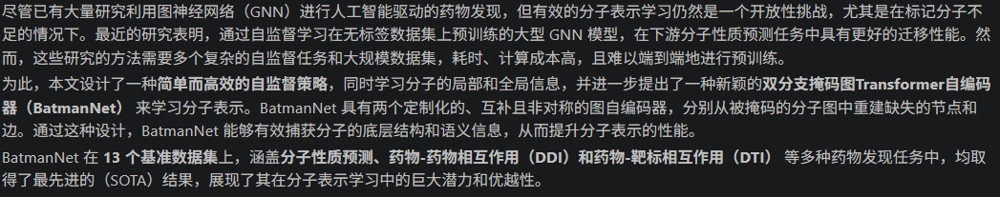 尽管已有大量研究利用图神经网络（GNN）进行人工智能驱动的药物发现，但有效的分子表示学习仍然是一个开放性挑战，尤其是在标记分子不
足的情况下。最近的研究表明，通过自监督学习在无标签数据集上预训练的大型 GNN 模型，在下游分子性质预测任务中具有更好的迁移性能。然
而，这些研究的方法需要多个复杂的自监督任务和大规模数据集，耗时、计算成本高，且难以端到端地进行预训练。
为此，本文设计了一种简单而高效的自监督策略，同时学习分子的局部和全局信息，并进一步提出了一种新颖的双分支掩码图Transformer自编码
器（BatmanNet） 来学习分子表示。BatmanNet 具有两个定制化的、互补且非对称的图自编码器，分别从被掩码的分子图中重建缺失的节点和
边。通过这种设计，BatmanNet 能够有效捕获分子的底层结构和语义信息，从而提升分子表示的性能。
BatmanNet 在 13 个基准数据集上，涵盖分子性质预测、药物-药物相互作用（DDI）和药物-靶标相互作用（DTI） 等多种药物发现任务中，均取
得了最先进的（SOTA）结果，展现了其在分子表示学习中的巨大潜力和优越性。